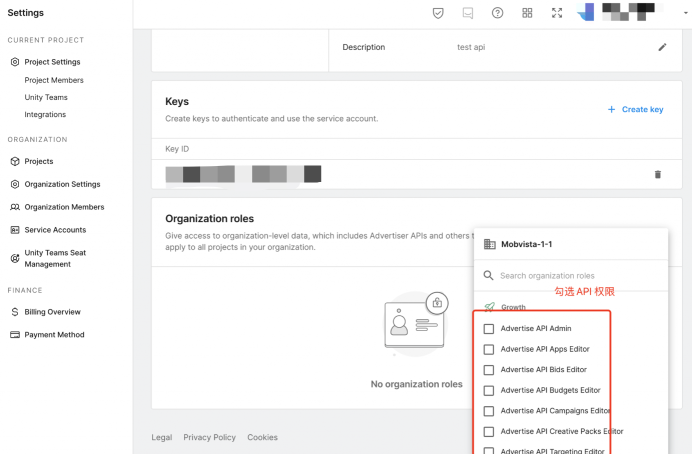 Settings
CURRENT PROJECT
Project Settings
Project Members
Unity Teams
Integrations
ORGANIZATION
Projects
Organization Settings
Organization Members
Service Accounts
Unity Teams Seat
Management
FINANCE
Billing Overview
Payment Method
Description
test api
Keys
Create keys to authenticate and use the service account.
+ Create key
Key ID
Organization roles
Give access to organization-level data, which includes Advertiser APIs and others t
apply to all projects in your organization.
No organization roles
Mobvista-1-1
Search organization roles
勾选 API 权限
Growth
Advertise API Admin
Advertise API Apps Editor
Advertise API Bids Editor
Advertise API Budgets Editor
Advertise API Campaigns Editor
Advertise API Creative Packs Editor
Advertise API Targeting Editor
Legal
Privacy Policy
Cookies